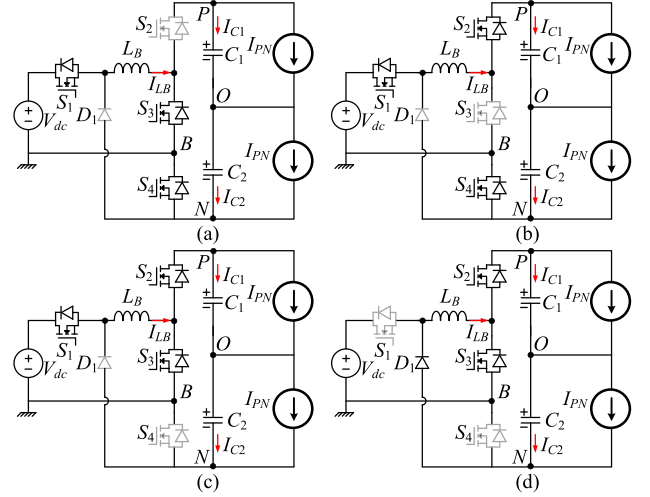 P
S2
IC1
LB
C1
IPN
S1
ILB
S3
O
Vdc
D1
B
C2
IPN
S4
N
IC2
(a)
P
S2
IC1
LB
C1
IPN
S1
ILB
S3
O
Vdc
D1
B
C2
IPN
S4
N
IC2
(b)
P
S2
IC1
LB
C1
IPN
S1
ILB
S3
O
Vdc
D1
B
C2
IPN
S4
N
IC2
(c)
P
S2
IC1
LB
C1
IPN
S1
ILB
S3
O
Vdc
D1
B
C2
IPN
S4
N
IC2
(d)